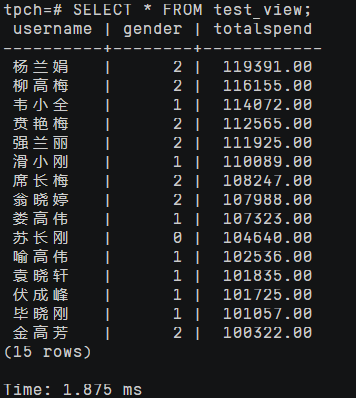 tpch=# SELECT * FROM test_view;
 username | gender | totalspend
----------+--------+------------
 杨兰娟   |      2 |  119391.00
 柳高梅   |      2 |  116155.00
 韦小全   |      1 |  114072.00
 贲艳梅   |      2 |  112565.00
 强兰丽   |      2 |  111925.00
 滑小刚   |      1 |  110089.00
 席长梅   |      2 |  108247.00
 翁晓婷   |      2 |  107988.00
 娄高伟   |      1 |  107323.00
 苏长刚   |      0 |  104640.00
 喻高伟   |      1 |  102536.00
 袁晓轩   |      1 |  101835.00
 伏成峰   |      1 |  101725.00
 毕晓刚   |      1 |  101057.00
 金高芳   |      2 |  100322.00
(15 rows)
Time: 1.875 ms